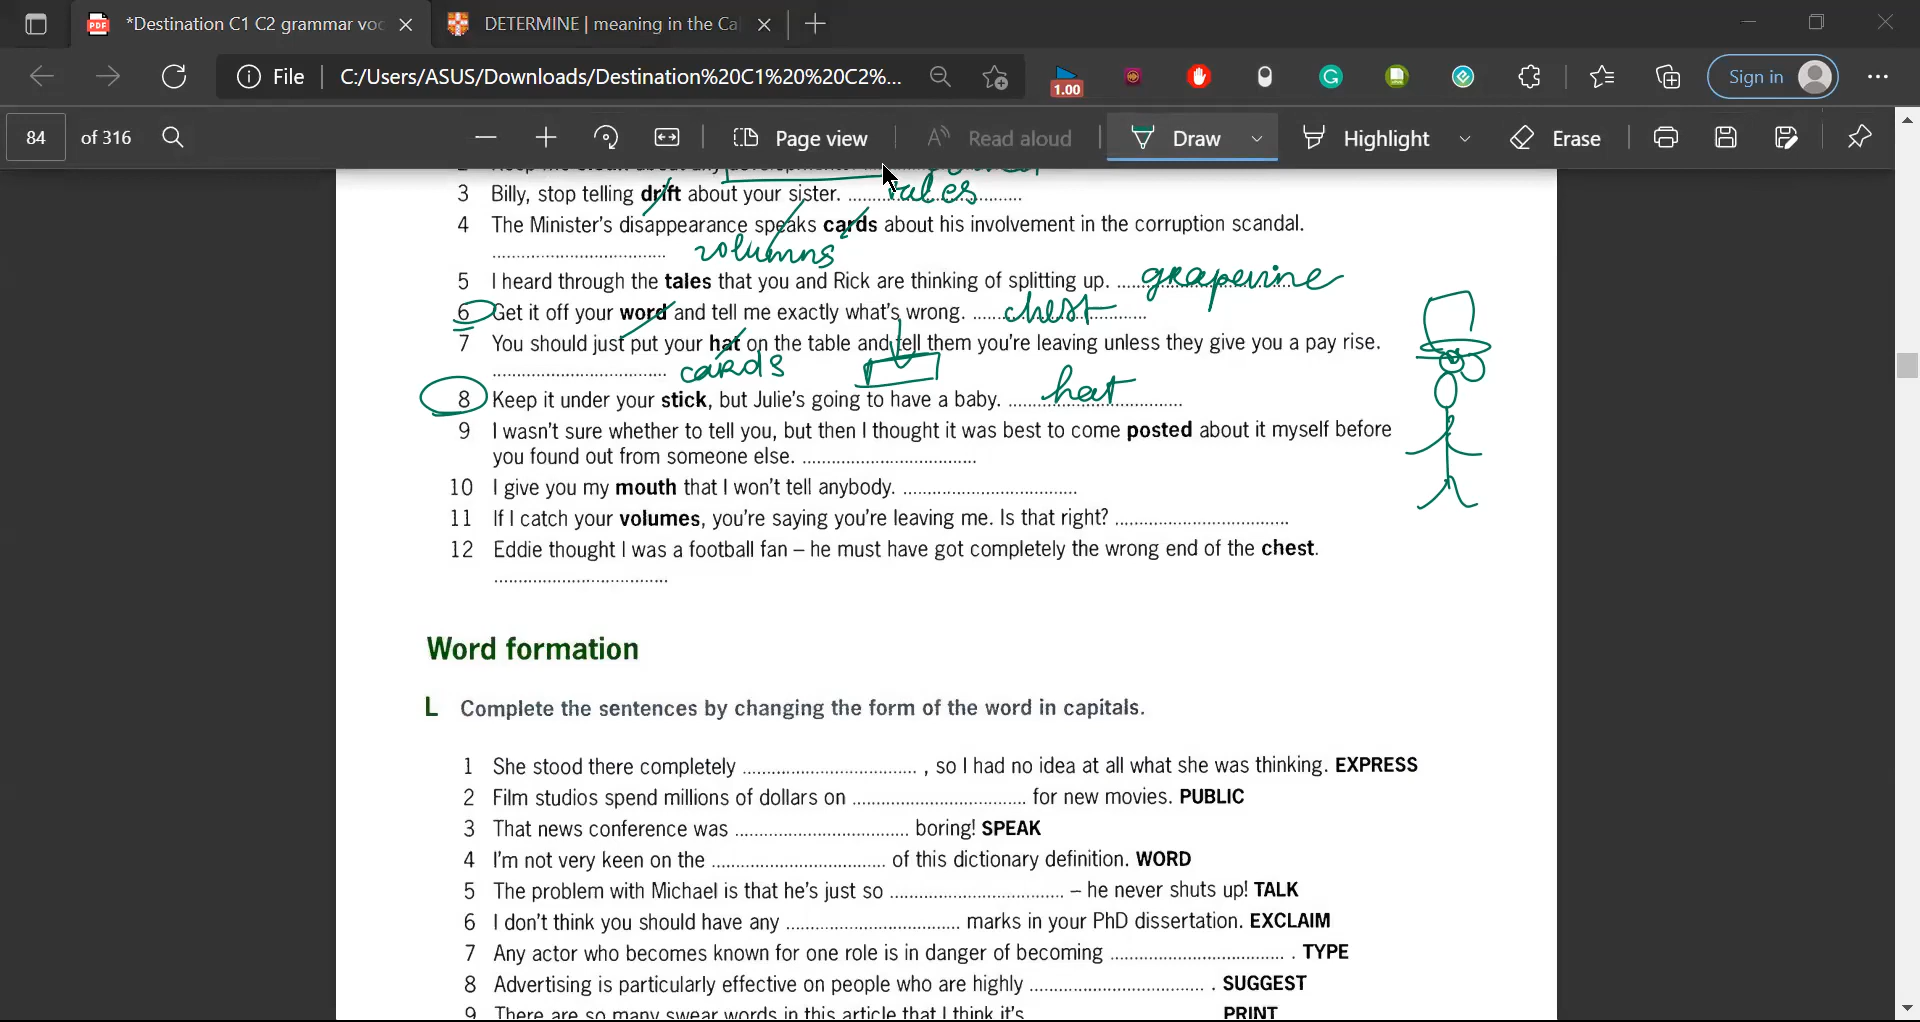 *Destination C1 C2 grammar voc
DETERMINE | meaning in the Ca
File
C:/Users/ASUS/Downloads/Destination%20C1%20%20C2%...
1.00
Sign in
84 of 316
Page view
Read aloud
Draw
Highlight
Erase
3 Billy, stop telling drift about your sister. .......... tales
4 The Minister's disappearance speaks cards about his involvement in the corruption scandal.
.......... volumns
5 I heard through the tales that you and Rick are thinking of splitting up. .......... grapevine
6 Get it off your word and tell me exactly what's wrong. .......... chest
7 You should just put your hat on the table and tell them you're leaving unless they give you a pay rise.
.......... cards
8 Keep it under your stick, but Julie's going to have a baby. .......... hat
9 I wasn't sure whether to tell you, but then I thought it was best to come posted about it myself before
you found out from someone else. ..........
10 I give you my mouth that I won't tell anybody. ..........
11 If I catch your volumes, you're saying you're leaving me. Is that right? ..........
12 Eddie thought I was a football fan – he must have got completely the wrong end of the chest.
..........
Word formation
L Complete the sentences by changing the form of the word in capitals.
1 She stood there completely .......... , so I had no idea at all what she was thinking. EXPRESS
2 Film studios spend millions of dollars on .......... for new movies. PUBLIC
3 That news conference was .......... boring! SPEAK
4 I'm not very keen on the .......... of this dictionary definition. WORD
5 The problem with Michael is that he's just so .......... – he never shuts up! TALK
6 I don't think you should have any .......... marks in your PhD dissertation. EXCLAIM
7 Any actor who becomes known for one role is in danger of becoming .......... . TYPE
8 Advertising is particularly effective on people who are highly .......... . SUGGEST
9 There are so many swear words in this article that I think it's PRINT